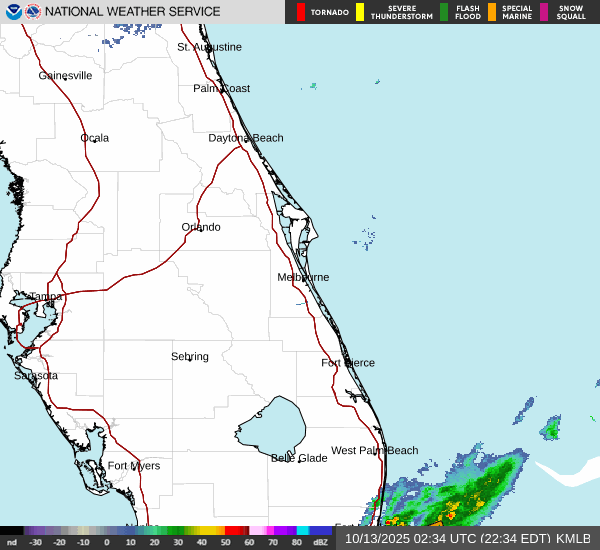 NATIONAL WEATHER SERVICE
TORNADO
SEVERE THUNDERSTORM
FLASH FLOOD
SPECIAL MARINE
SNOW SQUALL
St. Augustine
Gainesville
Palm Coast
Ocala
Daytona Beach
Orlando
Melbourne
Tampa
Sebring
Fort Pierce
Sarasota
West Palm Beach
Belle Glade
Fort Myers
nd -30 -20 -10 0 10 20 30 40 50 60 70 80 dBZ
10/13/2025 02:34 UTC (22:34 EDT) KMLB